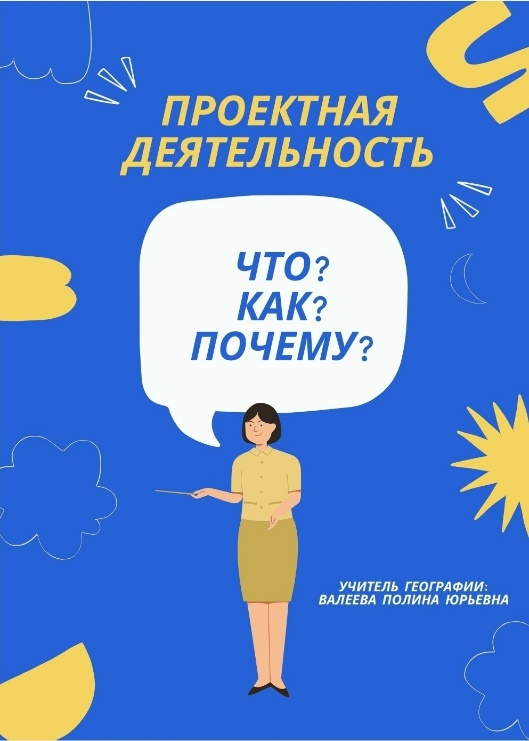 ПРОЕКТНАЯ
ДЕЯТЕЛЬНОСТЬ
ЧТО?
КАК?
ПОЧЕМУ?
УЧИТЕЛЬ ГЕОГРАФИИ:
ВАЛЕЕВА ПОЛИНА ЮРЬЕВНА